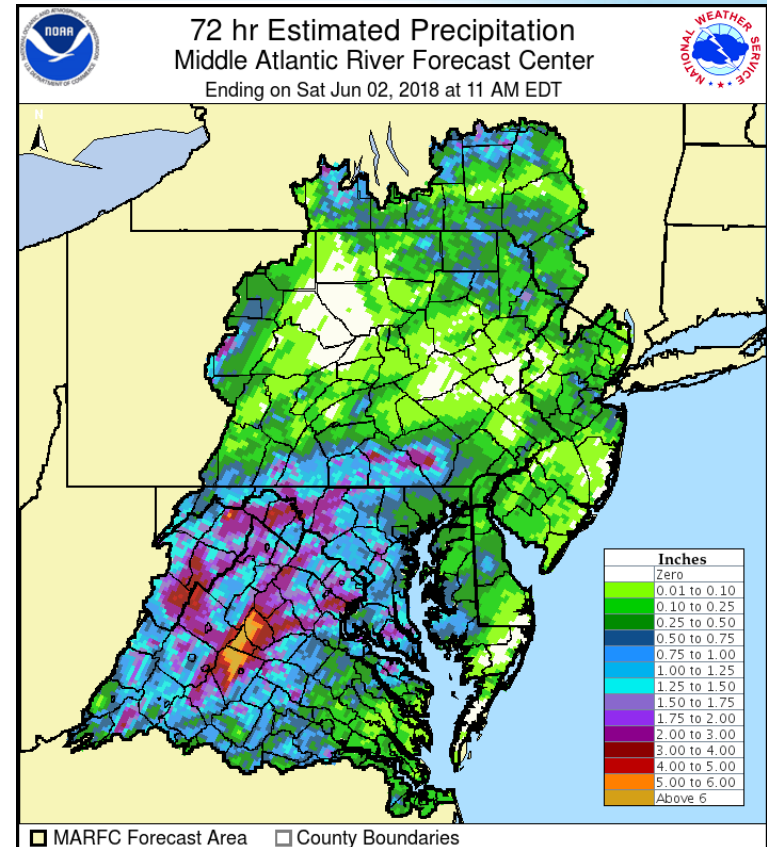 72 hr Estimated Precipitation
Middle Atlantic River Forecast Center
Ending on Sat Jun 02, 2018 at 11 AM EDT
NOAA
NATIONAL WEATHER SERVICE
N
Inches
Zero
0.01 to 0.10
0.10 to 0.25
0.25 to 0.50
0.50 to 0.75
0.75 to 1.00
1.00 to 1.25
1.25 to 1.50
1.50 to 1.75
1.75 to 2.00
2.00 to 3.00
3.00 to 4.00
4.00 to 5.00
5.00 to 6.00
Above 6
MARFC Forecast Area County Boundaries